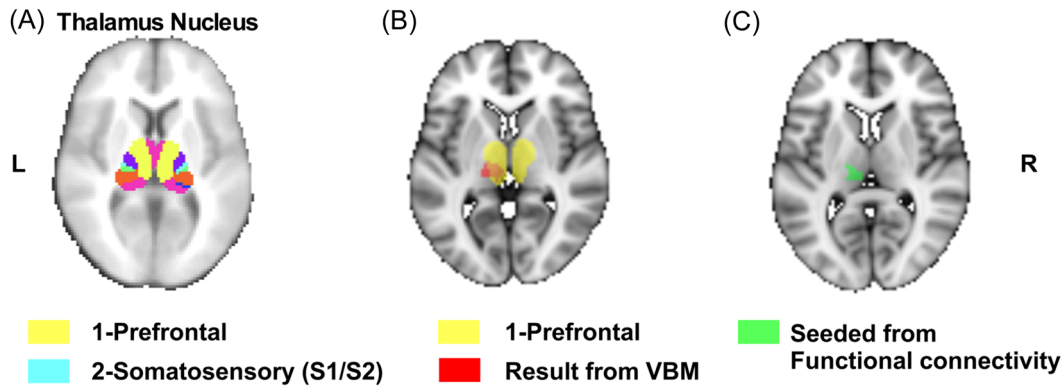 (A) Thalamus Nucleus
(B)
(C)
L
R
1-Prefrontal
2-Somatosensory (S1/S2)
1-Prefrontal
Result from VBM
Seeded from
Functional connectivity